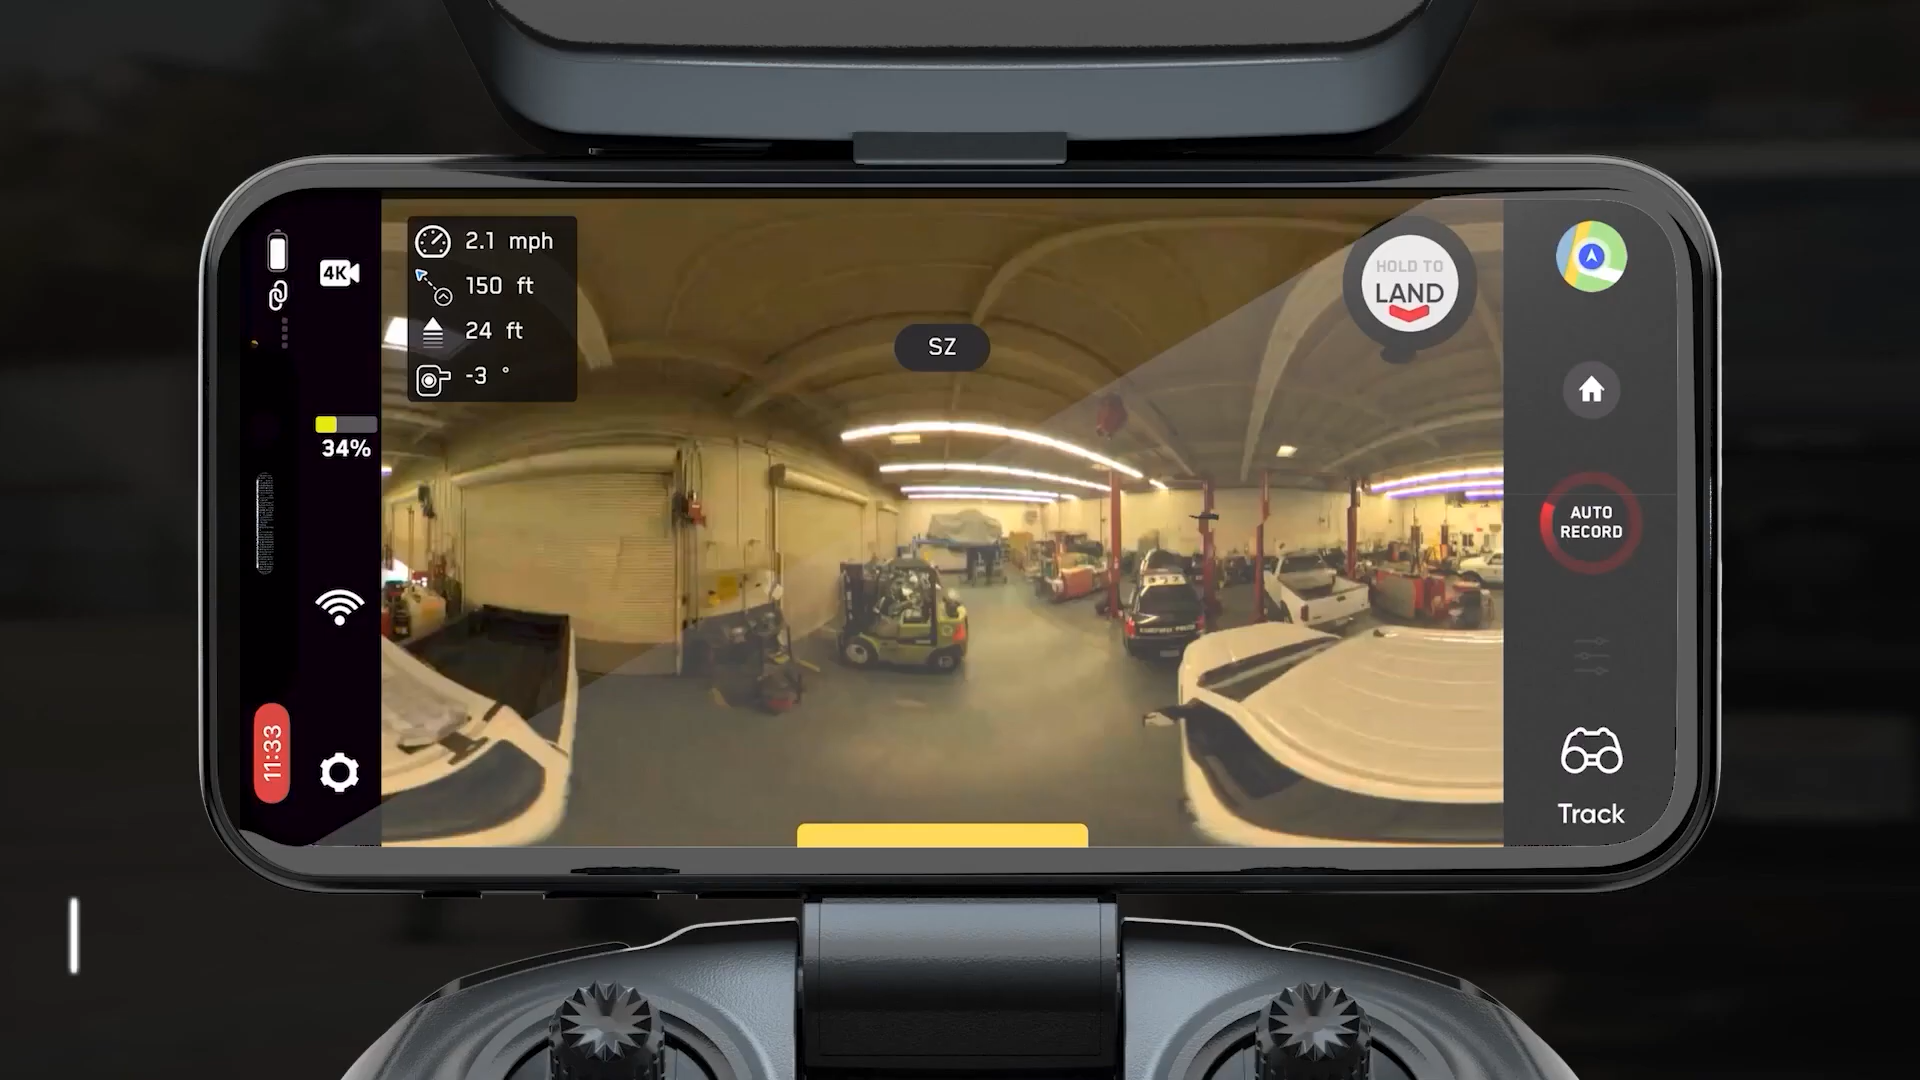 4K
34%
11:33
2.1 mph
150 ft
24 ft
-3 °
SZ
HOLD TO
LAND
AUTO
RECORD
Track